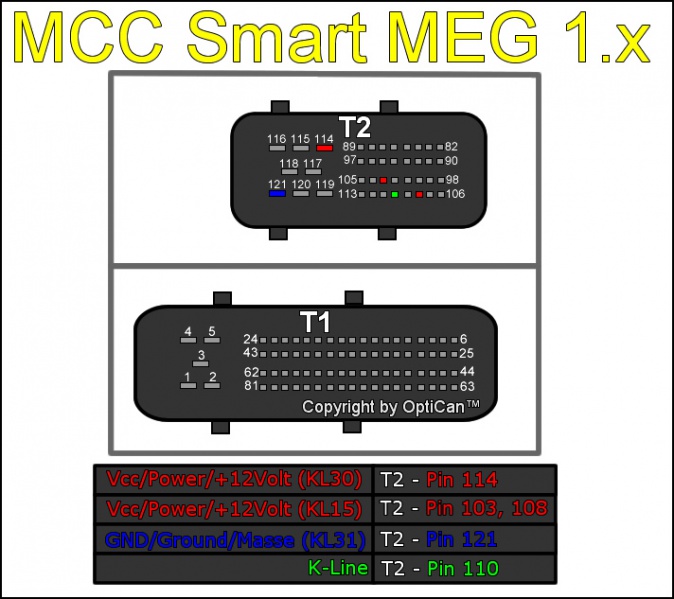 MCC Smart MEG 1.x
T2
116 115 114
89 82
97 90
118 117
105 98
121 120 119
113 106
T1
4 5
24 6
43 25
3
62 44
1 2
81 63
Copyright by OptiCan™
Vcc/Power/+12Volt (KL30) T2 - Pin 114
Vcc/Power/+12Volt (KL15) T2 - Pin 103, 108
GND/Ground/Masse (KL31) T2 - Pin 121
K-Line T2 - Pin 110